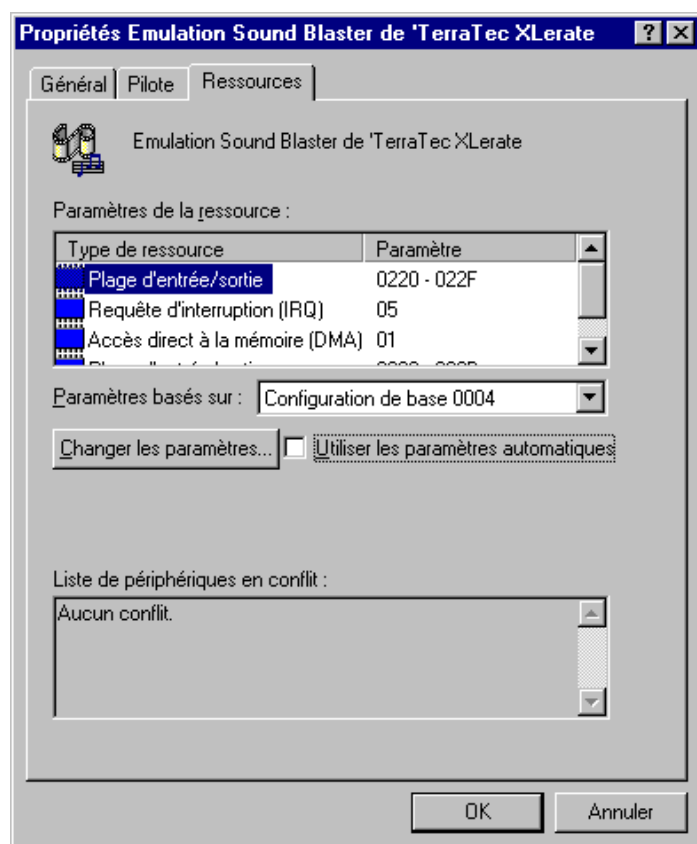 Propriétés Emulation Sound Blaster de 'TerraTec XLerate
Général Pilote Ressources
Emulation Sound Blaster de 'TerraTec XLerate
Paramètres de la ressource :
Type de ressource Paramètre
Plage d'entrée/sortie 0220 - 022F
Requête d'interruption (IRQ) 05
Accès direct à la mémoire (DMA) 01
Paramètres basés sur : Configuration de base 0004
Changer les paramètres... Utiliser les paramètres automatiques
Liste de périphériques en conflit :
Aucun conflit.
OK Annuler